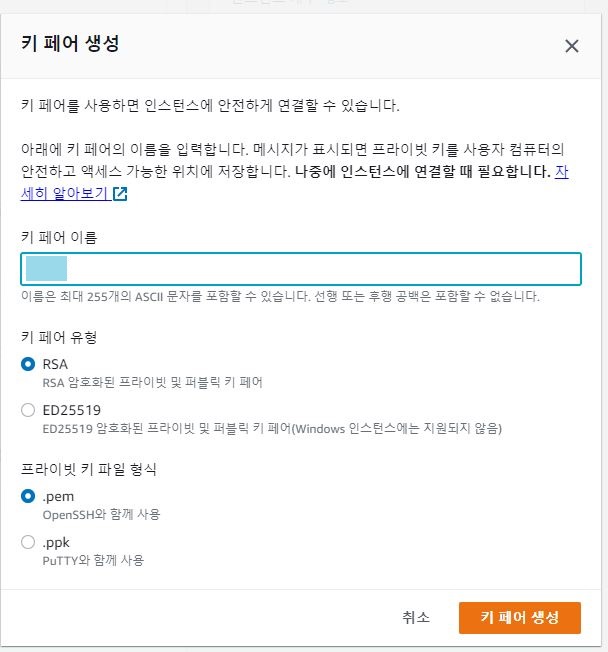 키 페어 생성
키 페어를 사용하면 인스턴스에 안전하게 연결할 수 있습니다.
아래에 키 페어의 이름을 입력합니다. 메시지가 표시되면 프라이빗 키를 사용자 컴퓨터의
안전하고 액세스 가능한 위치에 저장합니다. 나중에 인스턴스에 연결할 때 필요합니다. 자
세히 알아보기
키 페어 이름
이름은 최대 255개의 ASCII 문자를 포함할 수 있습니다. 선행 또는 후행 공백은 포함할 수 없습니다.
키 페어 유형
RSA
RSA 암호화된 프라이빗 및 퍼블릭 키 페어
ED25519
ED25519 암호화된 프라이빗 및 퍼블릭 키 페어(Windows 인스턴스에는 지원되지 않음)
프라이빗 키 파일 형식
.pem
OpenSSH와 함께 사용
.ppk
PuTTY와 함께 사용
취소
키 페어 생성